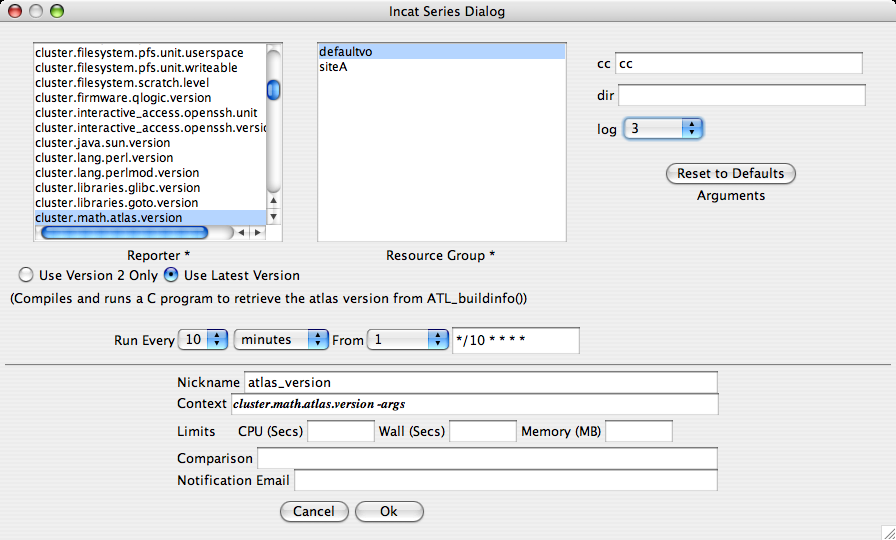 Incat Series Dialog
cluster.filesystem.pfs.unit.userspace
cluster.filesystem.pfs.unit.writeable
cluster.filesystem.scratch.level
cluster.firmware.qlogic.version
cluster.interactive_access.openssh.unit
cluster.interactive_access.openssh.versio
cluster.java.sun.version
cluster.lang.perl.version
cluster.lang.perlmod.version
cluster.libraries.glibc.version
cluster.libraries.goto.version
cluster.math.atlas.version
Reporter *
defaultvo
siteA
Resource Group *
cc cc
dir
log 3
Reset to Defaults
Arguments
Use Version 2 Only Use Latest Version
(Compiles and runs a C program to retrieve the atlas version from ATL_buildinfo())
Run Every 10 minutes From 1 */10 * * * *
Nickname atlas_version
Context cluster.math.atlas.version -args
Limits CPU (Secs) Wall (Secs) Memory (MB)
Comparison
Notification Email
Cancel Ok